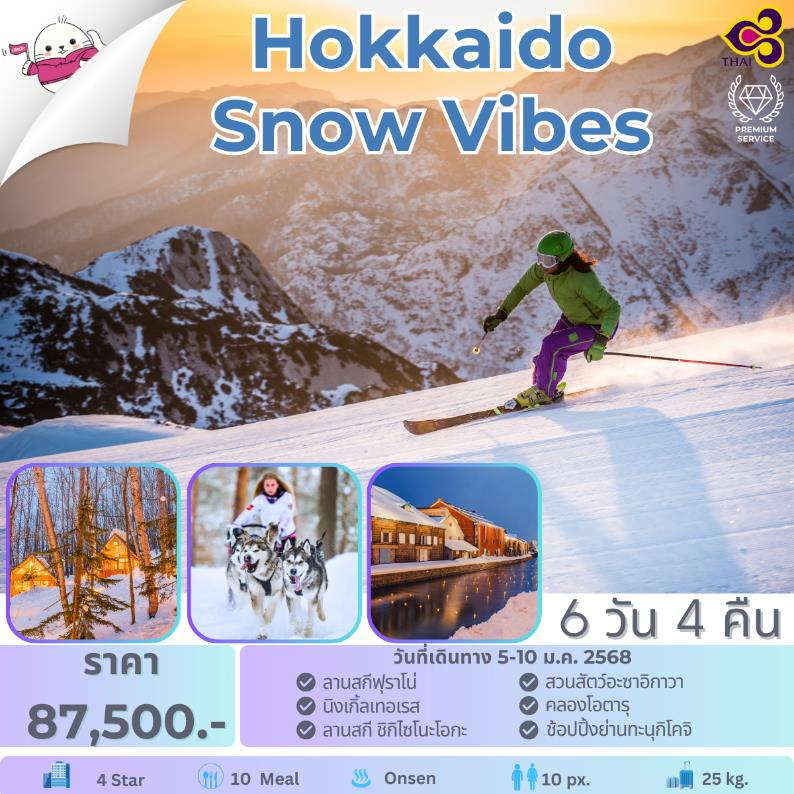 Hokkaido
Snow Vibes
THAI
PREMIUM
SERVICE
6 วัน 4 คืน
ราคา
87,500.-
วันที่เดินทาง 5-10 ม.ค. 2568
ลานสกีฟุราโน่
นิงเกิ้ลเทอเรส
ลานสกี ชิกิไซโนะโอกะ
สวนสัตว์อะซาฮิกาวา
คลองโอตารุ
ช้อปปิ้งย่านทะนุกิโคจิ
4 Star
10 Meal
Onsen
10 px.
25 kg.